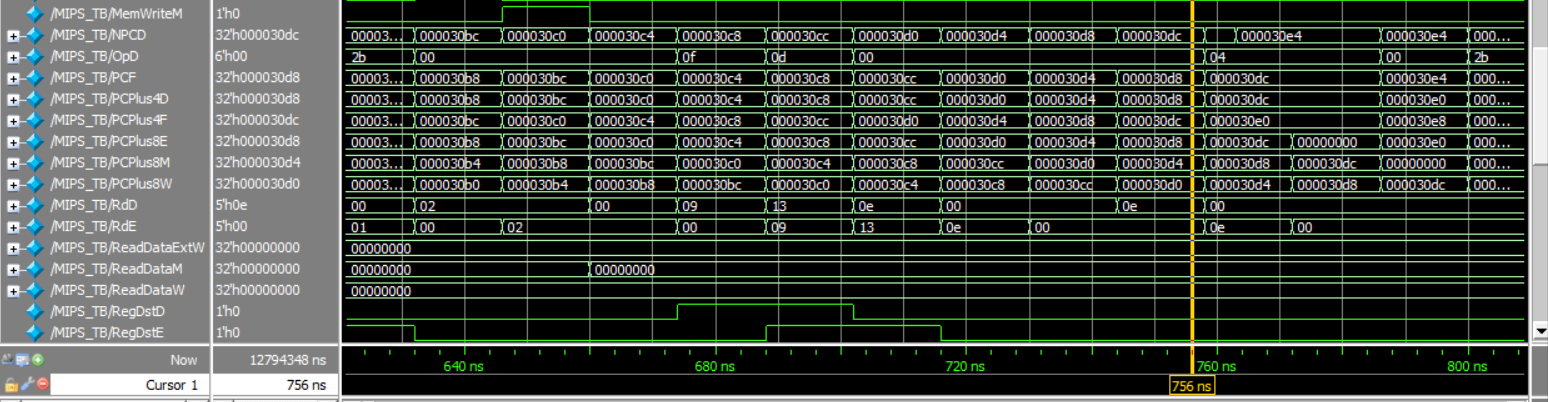 /MIPS_TB/MemWriteM 1'h0
/MIPS_TB/NPCD 32'h000030dc 00003... 000030bc 000030c0 000030c4 000030c8 000030cc 000030d0 000030d4 000030d8 000030dc 000030e4 000030e4 000...
/MIPS_TB/OpD 6'h00 2b 00 0f 0d 00 04 00 2b
/MIPS_TB/PCF 32'h000030d8 00003... 000030b8 000030bc 000030c0 000030c4 000030c8 000030cc 000030d0 000030d4 000030d8 000030dc 000030e4 000...
/MIPS_TB/PCPlus4D 32'h000030d8 00003... 000030b8 000030bc 000030c0 000030c4 000030c8 000030cc 000030d0 000030d4 000030d8 000030dc 000030e0 000...
/MIPS_TB/PCPlus4F 32'h000030dc 00003... 000030bc 000030c0 000030c4 000030c8 000030cc 000030d0 000030d4 000030d8 000030dc 000030e0 000030e8 000...
/MIPS_TB/PCPlus8E 32'h000030d8 00003... 000030b8 000030bc 000030c0 000030c4 000030c8 000030cc 000030d0 000030d4 000030d8 000030dc 00000000 000030e0 000...
/MIPS_TB/PCPlus8M 32'h000030d4 00003... 000030b4 000030b8 000030bc 000030c0 000030c4 000030c8 000030cc 000030d0 000030d4 000030d8 000030dc 00000000 000...
/MIPS_TB/PCPlus8W 32'h000030d0 00003... 000030b0 000030b4 000030b8 000030bc 000030c0 000030c4 000030c8 000030cc 000030d0 000030d4 000030d8 000030dc 000...
/MIPS_TB/RdD 5'h0e 00 02 00 09 13 0e 00 0e 00
/MIPS_TB/RdE 5'h00 01 00 02 00 09 13 0e 00 0e 00
/MIPS_TB/ReadDataExtW 32'h00000000 00000000
/MIPS_TB/ReadDataM 32'h00000000 00000000 00000000
/MIPS_TB/ReadDataW 32'h00000000 00000000
/MIPS_TB/RegDstD 1'h0
/MIPS_TB/RegDstE 1'h0
Now 12794348 ns 640 ns 680 ns 720 ns 760 ns 800 ns
Cursor 1 756 ns 756 ns